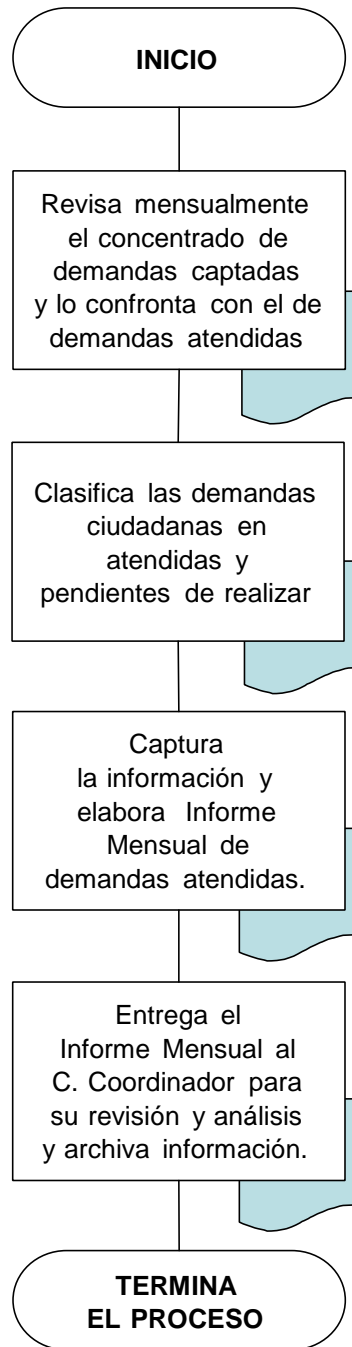 INICIO
Revisa mensualmente
el concentrado de
demandas captadas
y lo confronta con el de
demandas atendidas
Clasifica las demandas
ciudadanas en
atendidas y
pendientes de realizar
Captura
la información y
elabora Informe
Mensual de
demandas atendidas.
Entrega el
Informe Mensual al
C. Coordinador para
su revisión y análisis
y archiva información.
TERMINA
EL PROCESO